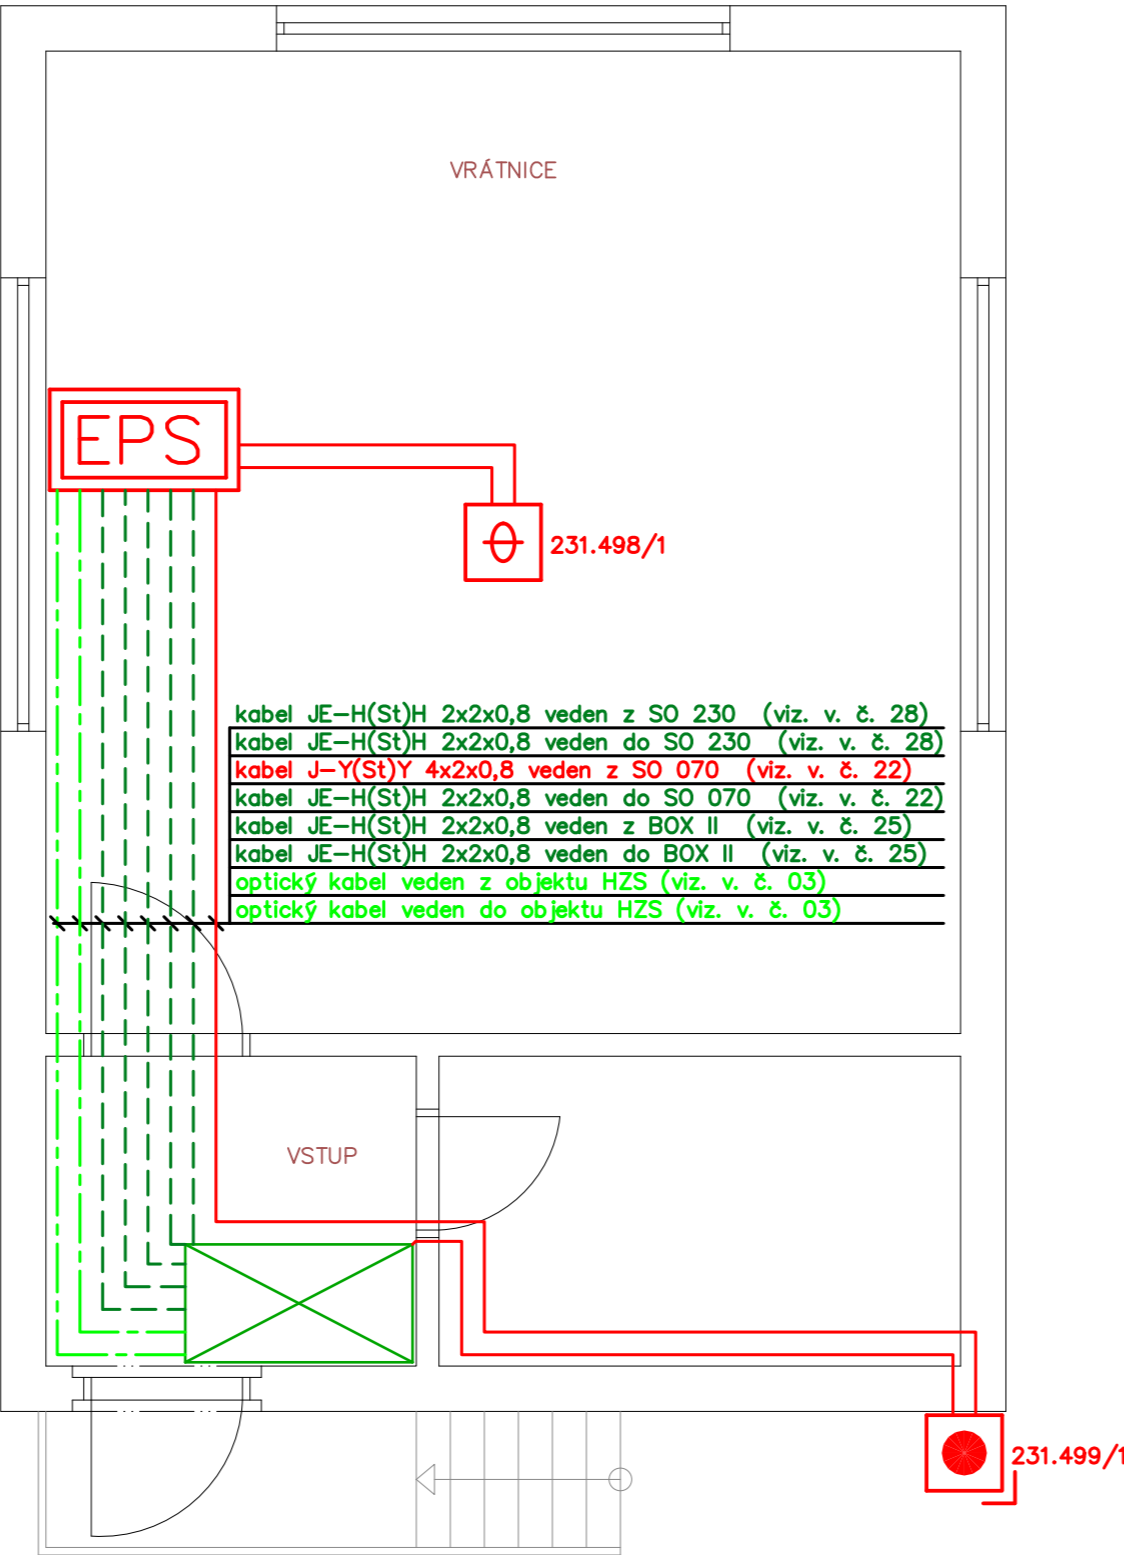 VRÁTNICE
EPS
231.498/1
kabel JE-H(St)H 2x2x0,8 veden z SO 230 (viz. v. č. 28)
kabel JE-H(St)H 2x2x0,8 veden do SO 230 (viz. v. č. 28)
kabel J-Y(St)Y 4x2x0,8 veden z SO 070 (viz. v. č. 22)
kabel JE-H(St)H 2x2x0,8 veden do SO 070 (viz. v. č. 22)
kabel JE-H(St)H 2x2x0,8 veden z BOX II (viz. v. č. 25)
kabel JE-H(St)H 2x2x0,8 veden do BOX II (viz. v. č. 25)
optický kabel veden z objektu HZS (viz. v. č. 03)
optický kabel veden do objektu HZS (viz. v. č. 03)
VSTUP
231.499/1